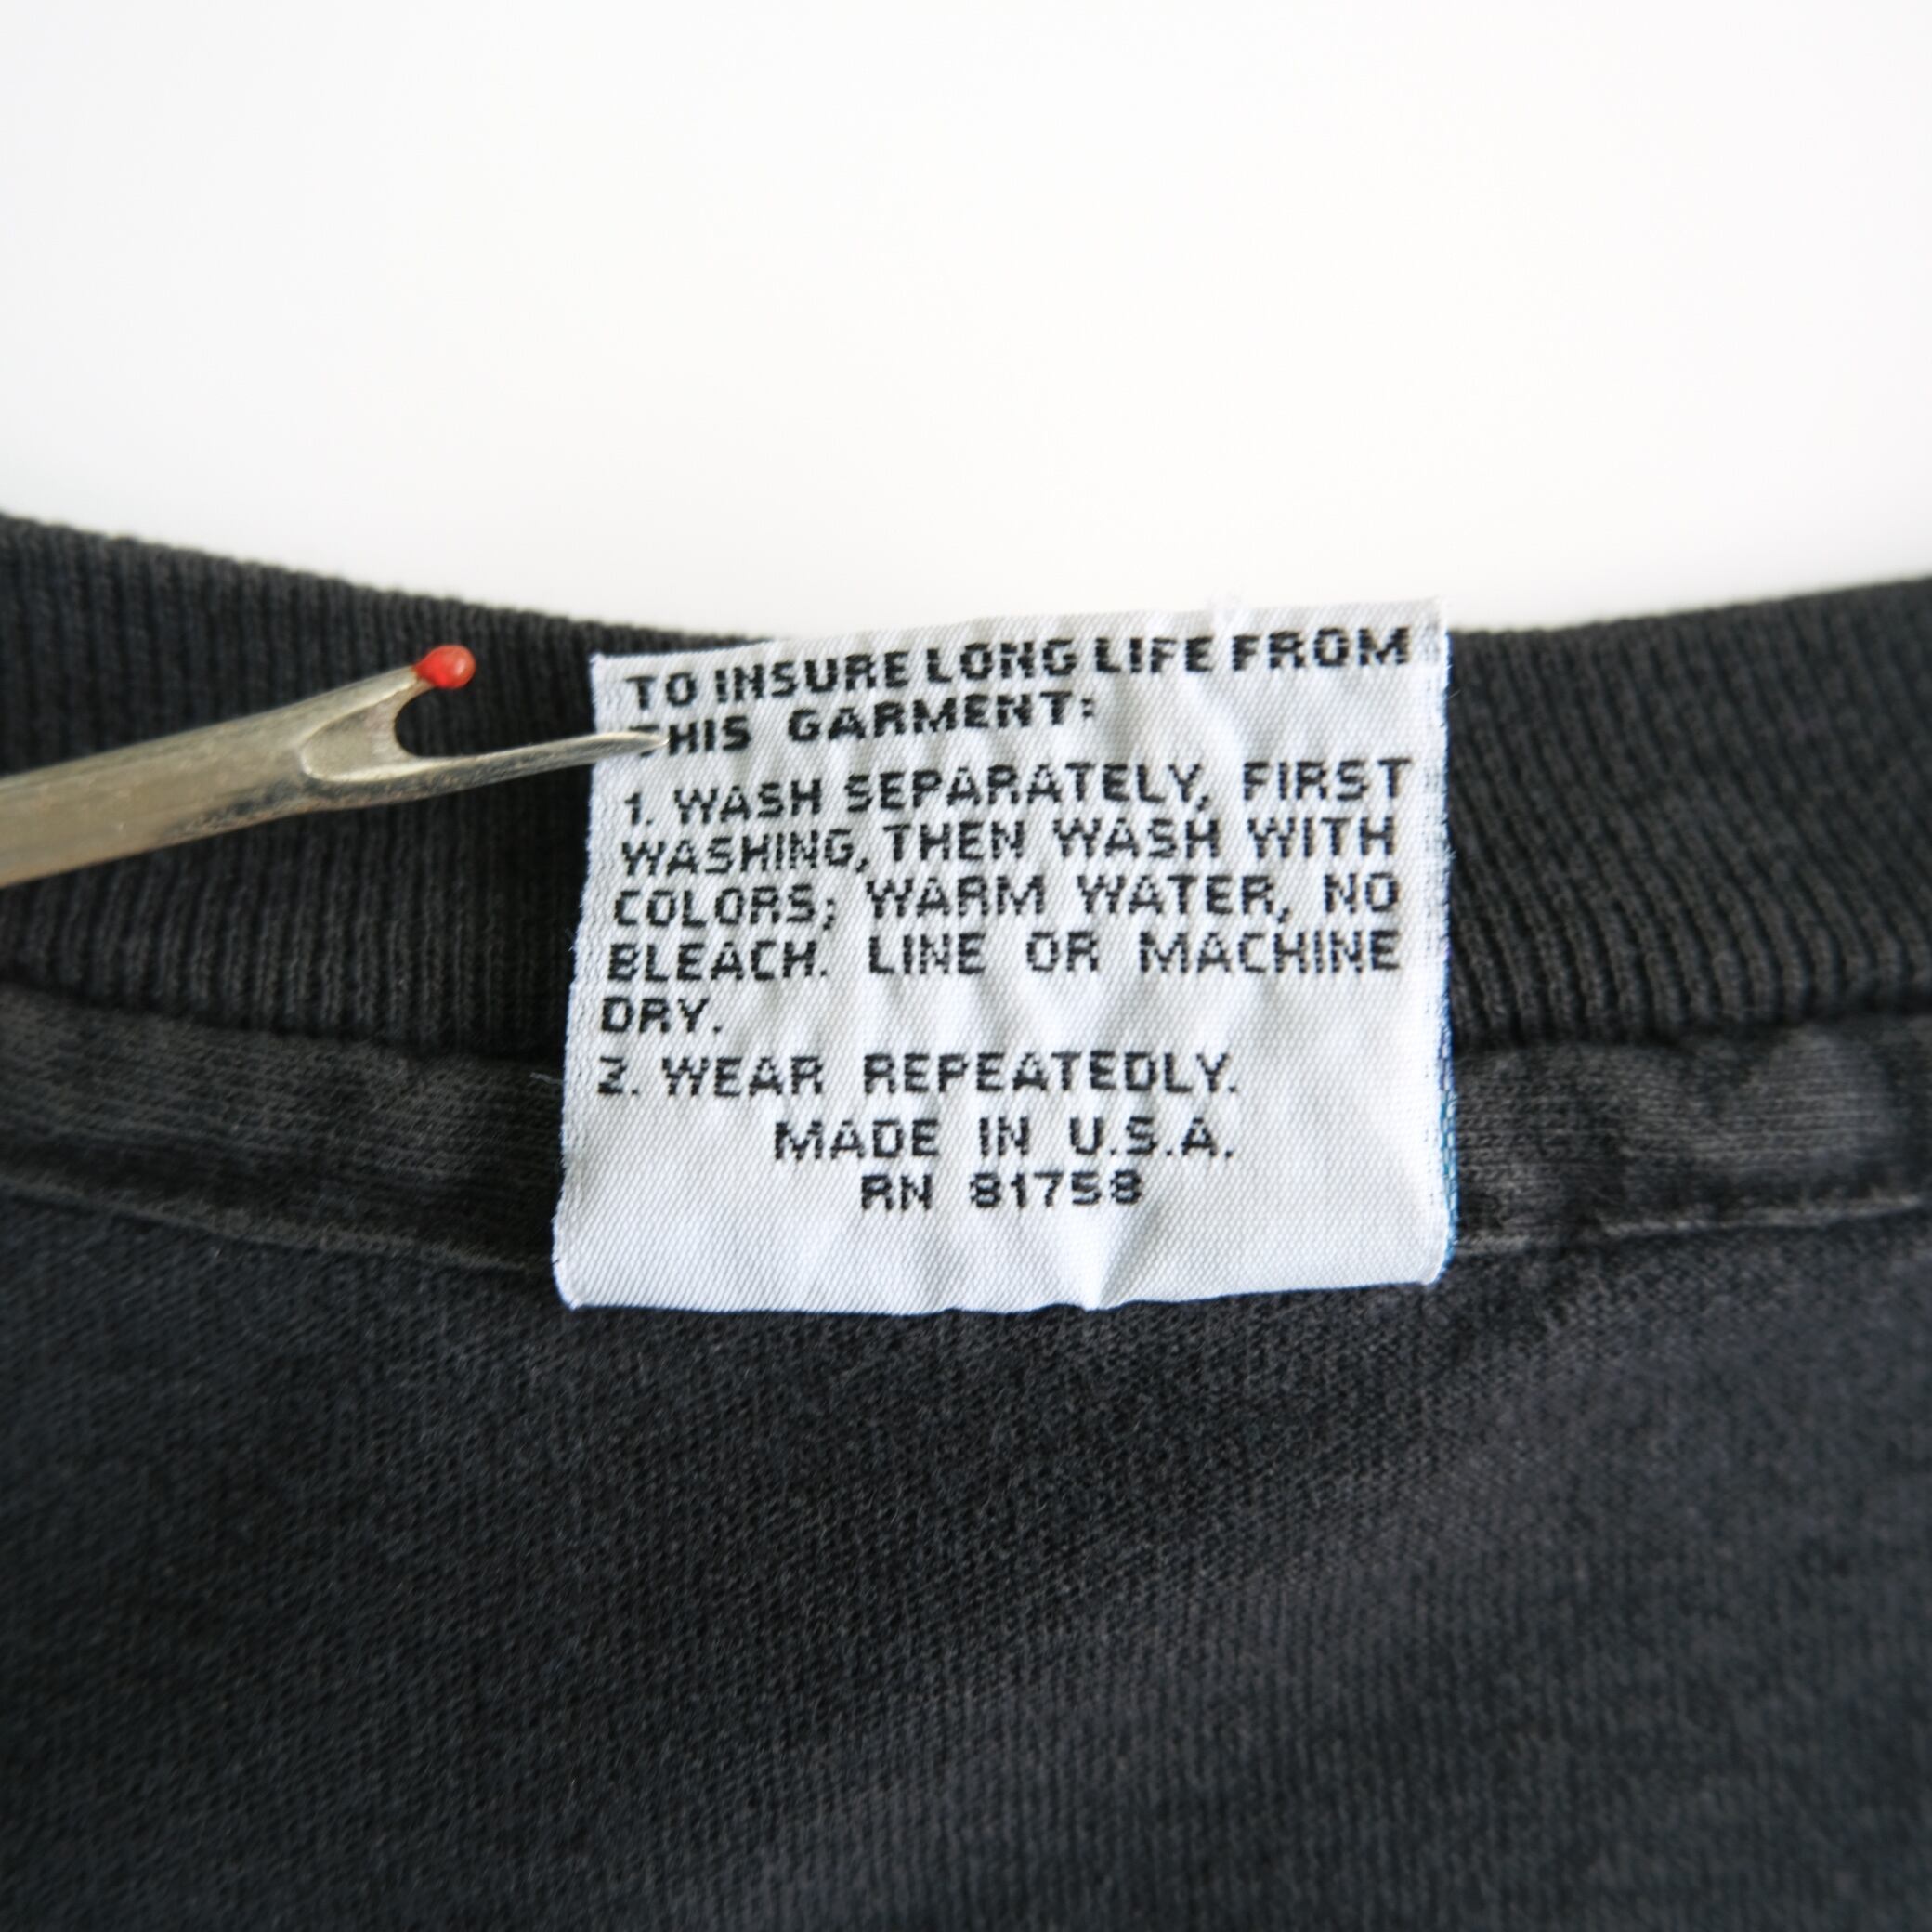 TO INSURE LONG LIFE FROM
THIS GARMENT:
1. WASH SEPARATELY, FIRST
WASHING, THEN WASH WITH
COLORS; WARM WATER, NO
BLEACH. LINE OR MACHINE
DRY.
2. WEAR REPEATEDLY.
MADE IN U.S.A.
RN 81758